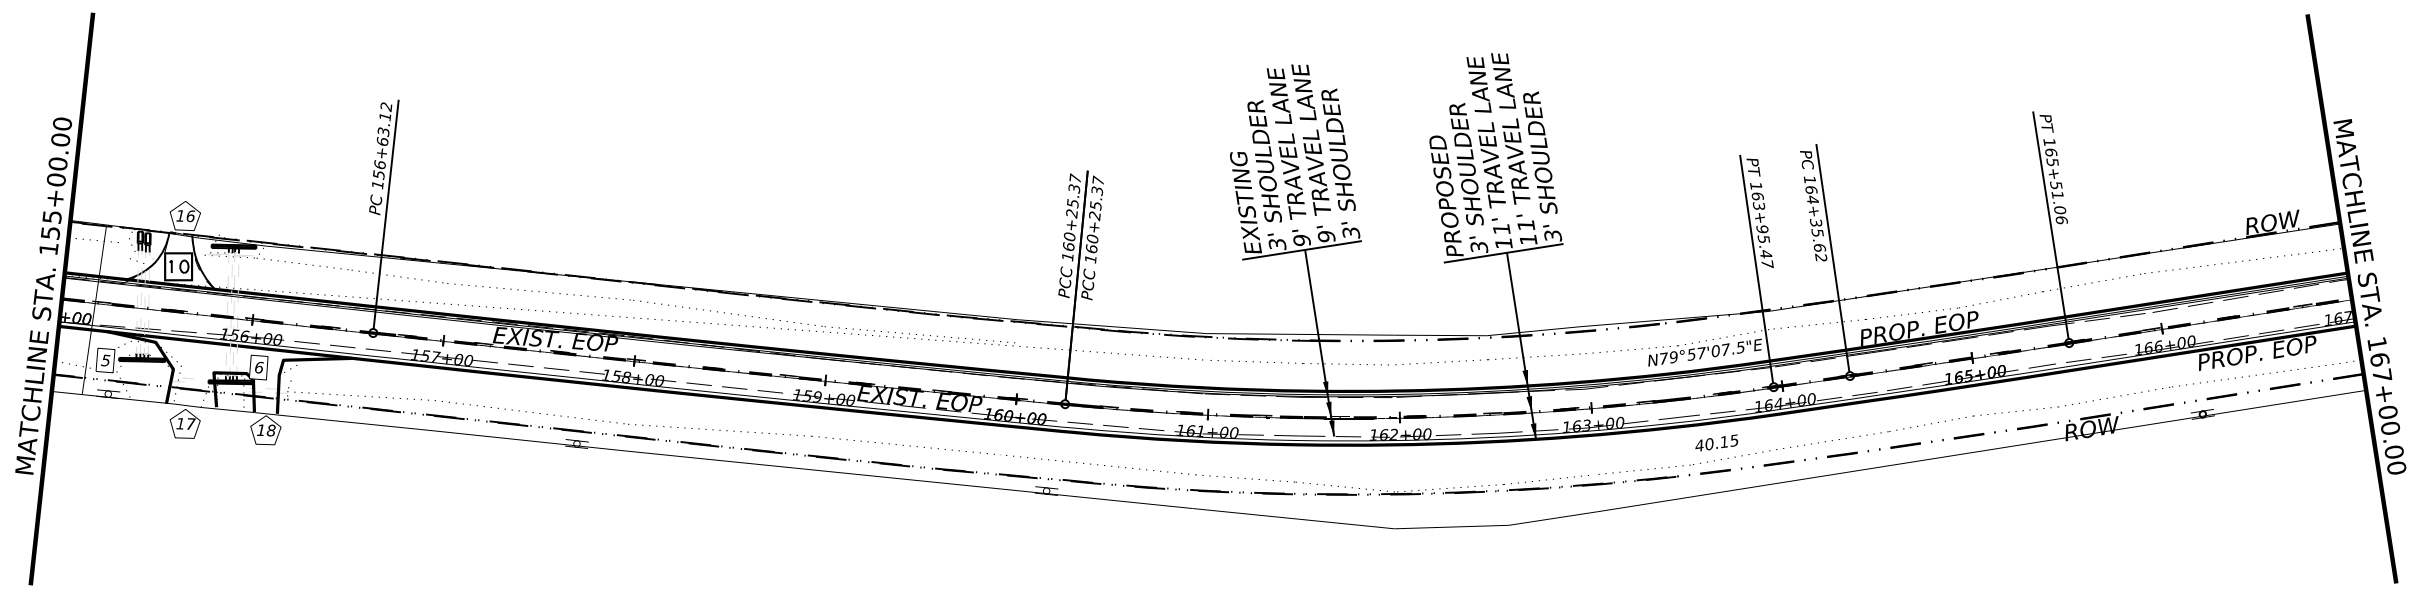 MATCHLINE STA. 155+00.00
16
10
+00
5
6
17
18
156+00
PC 156+63.12
157+00
EXIST. EOP
158+00
159+00
EXIST. EOP
160+00
PCC 160+25.37
PCC 160+25.37
161+00
EXISTING
3' SHOULDER
9' TRAVEL LANE
9' TRAVEL LANE
3' SHOULDER
162+00
PROPOSED
3' SHOULDER
11' TRAVEL LANE
11' TRAVEL LANE
3' SHOULDER
163+00
N79°57'07.5"E
40.15
PT 163+95.47
164+00
PC 164+35.62
PROP. EOP
165+00
PT 165+51.06
166+00
ROW
PROP. EOP
ROW
167
MATCHLINE STA. 167+00.00